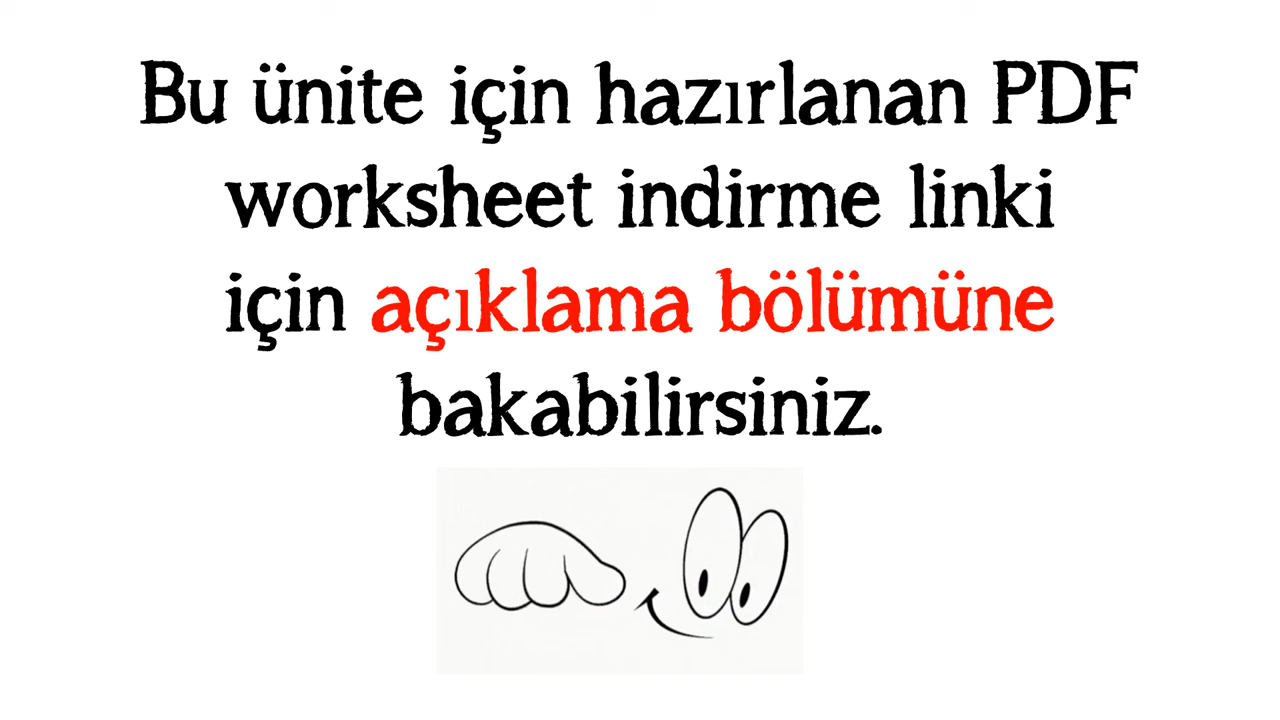 Bu ünite için hazırlanan PDF
worksheet indirme linki
için açıklama bölümüne
bakabilirsiniz.